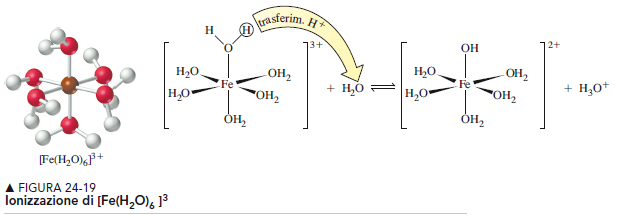 H
H
trasferim. H+
O
3+
H₂O
Fe
OH₂
H₂O
OH₂
OH₂
+ H₂O ⇌
OH
2+
H₂O
Fe
OH₂
H₂O
OH₂
OH₂
+ H₃O⁺
[Fe(H₂O)₆]³⁺
▲ FIGURA 24-19
Ionizzazione di [Fe(H₂O)₆ ]³